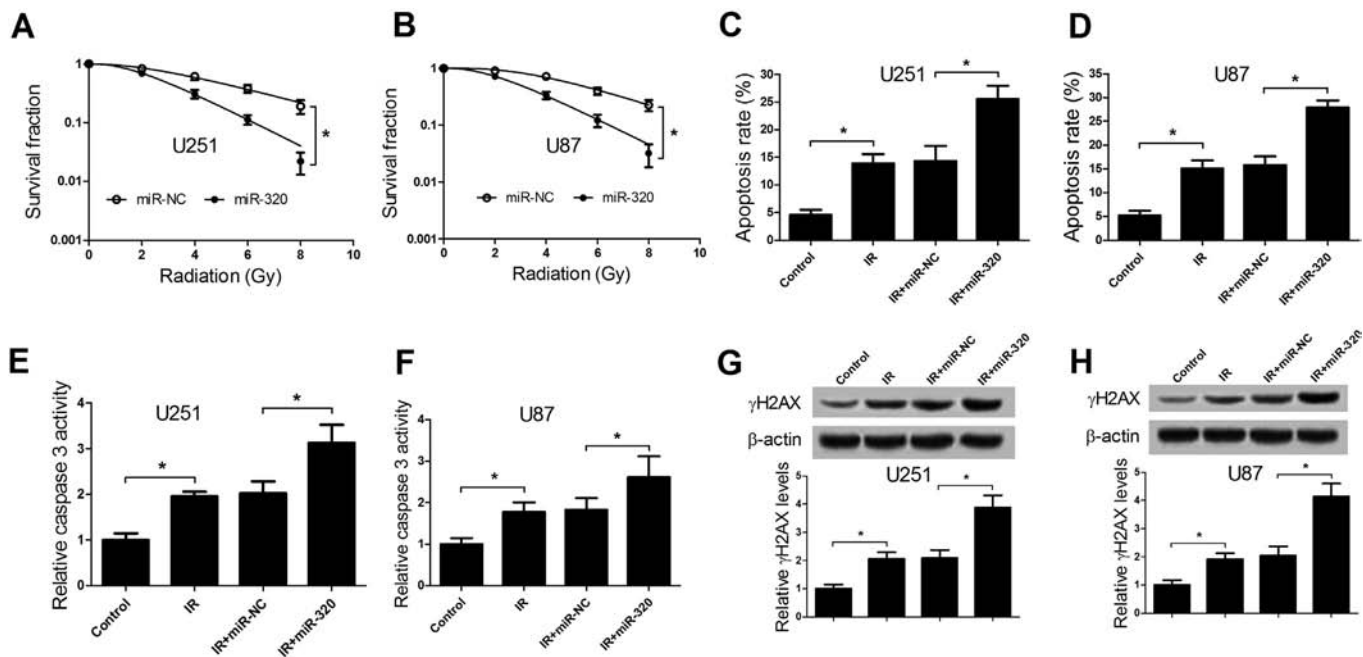 A
Survival fraction
1
0.1
0.01
0.001
U251
miR-NC miR-320
*
0 2 4 6 8 10
Radiation (Gy)
B
Survival fraction
1
0.1
0.01
0.001
U87
miR-NC miR-320
*
0 2 4 6 8 10
Radiation (Gy)
C
U251
Apoptosis rate (%)
30
25
20
15
10
5
0
*
*
Control IR IR+miR-NC IR+miR-320
D
U87
Apoptosis rate (%)
35
30
25
20
15
10
5
0
*
*
Control IR IR+miR-NC IR+miR-320
E
U251
Relative caspase 3 activity
4
3
2
1
0
*
*
Control IR IR+miR-NC IR+miR-320
F
U87
Relative caspase 3 activity
4
3
2
1
0
*
*
Control IR IR+miR-NC IR+miR-320
G
Control IR IR+miR-NC IR+miR-320
γH2AX
β-actin
U251
Relative γH2AX levels
5
4
3
2
1
0
*
*
H
Control IR IR+miR-NC IR+miR-320
γH2AX
β-actin
U87
Relative γH2AX levels
5
4
3
2
1
0
*
*